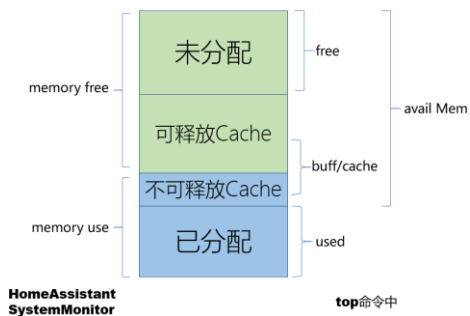 未分配
free
memory free
avail Mem
可释放Cache
buff/cache
不可释放Cache
memory use
已分配
used
HomeAssistant
SystemMonitor
top命令中